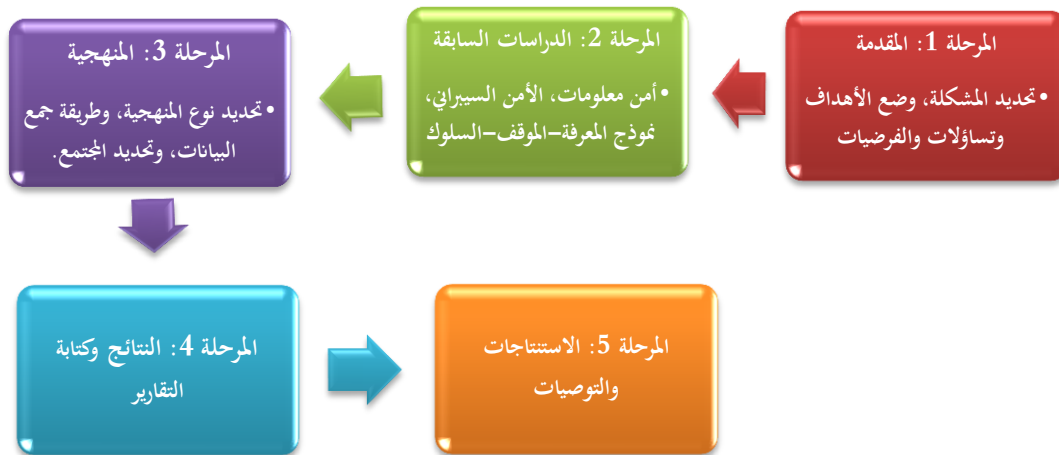 المرحلة 1: المقدمة
• تحديد المشكلة، وضع الأهداف
وتساؤلات والفرضيات
المرحلة 2: الدراسات السابقة
• أمن معلومات، الأمن السيبراني،
نموذج المعرفة-الموقف-السلوك
المرحلة 3: المنهجية
• تحديد نوع المنهجية، وطريقة جمع
البيانات، وتحديد المجتمع.
المرحلة 4: النتائج وكتابة
التقارير
المرحلة 5: الاستنتاجات
والتوصيات